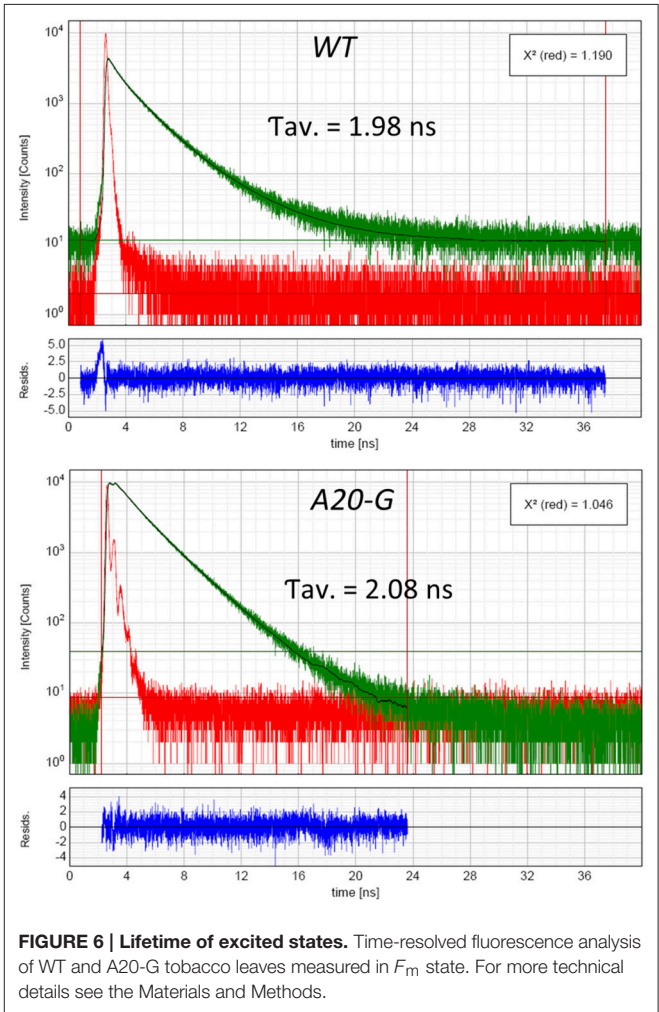 WT
X² (red) = 1.190
Ƭav. = 1.98 ns
Intensity [Counts]
10⁴
10³
10²
10¹
10⁰
Resids.
5.0
2.5
0
-2.5
-5.0
0 4 8 12 16 20 24 28 32 36
time [ns]
A20-G
X² (red) = 1.046
Ƭav. = 2.08 ns
Intensity [Counts]
10⁴
10³
10²
10¹
10⁰
Resids.
4
2
0
-2
-4
0 4 8 12 16 20 24 28 32 36
time [ns]
FIGURE 6 | Lifetime of excited states. Time-resolved fluorescence analysis
of WT and A20-G tobacco leaves measured in Fm state. For more technical
details see the Materials and Methods.